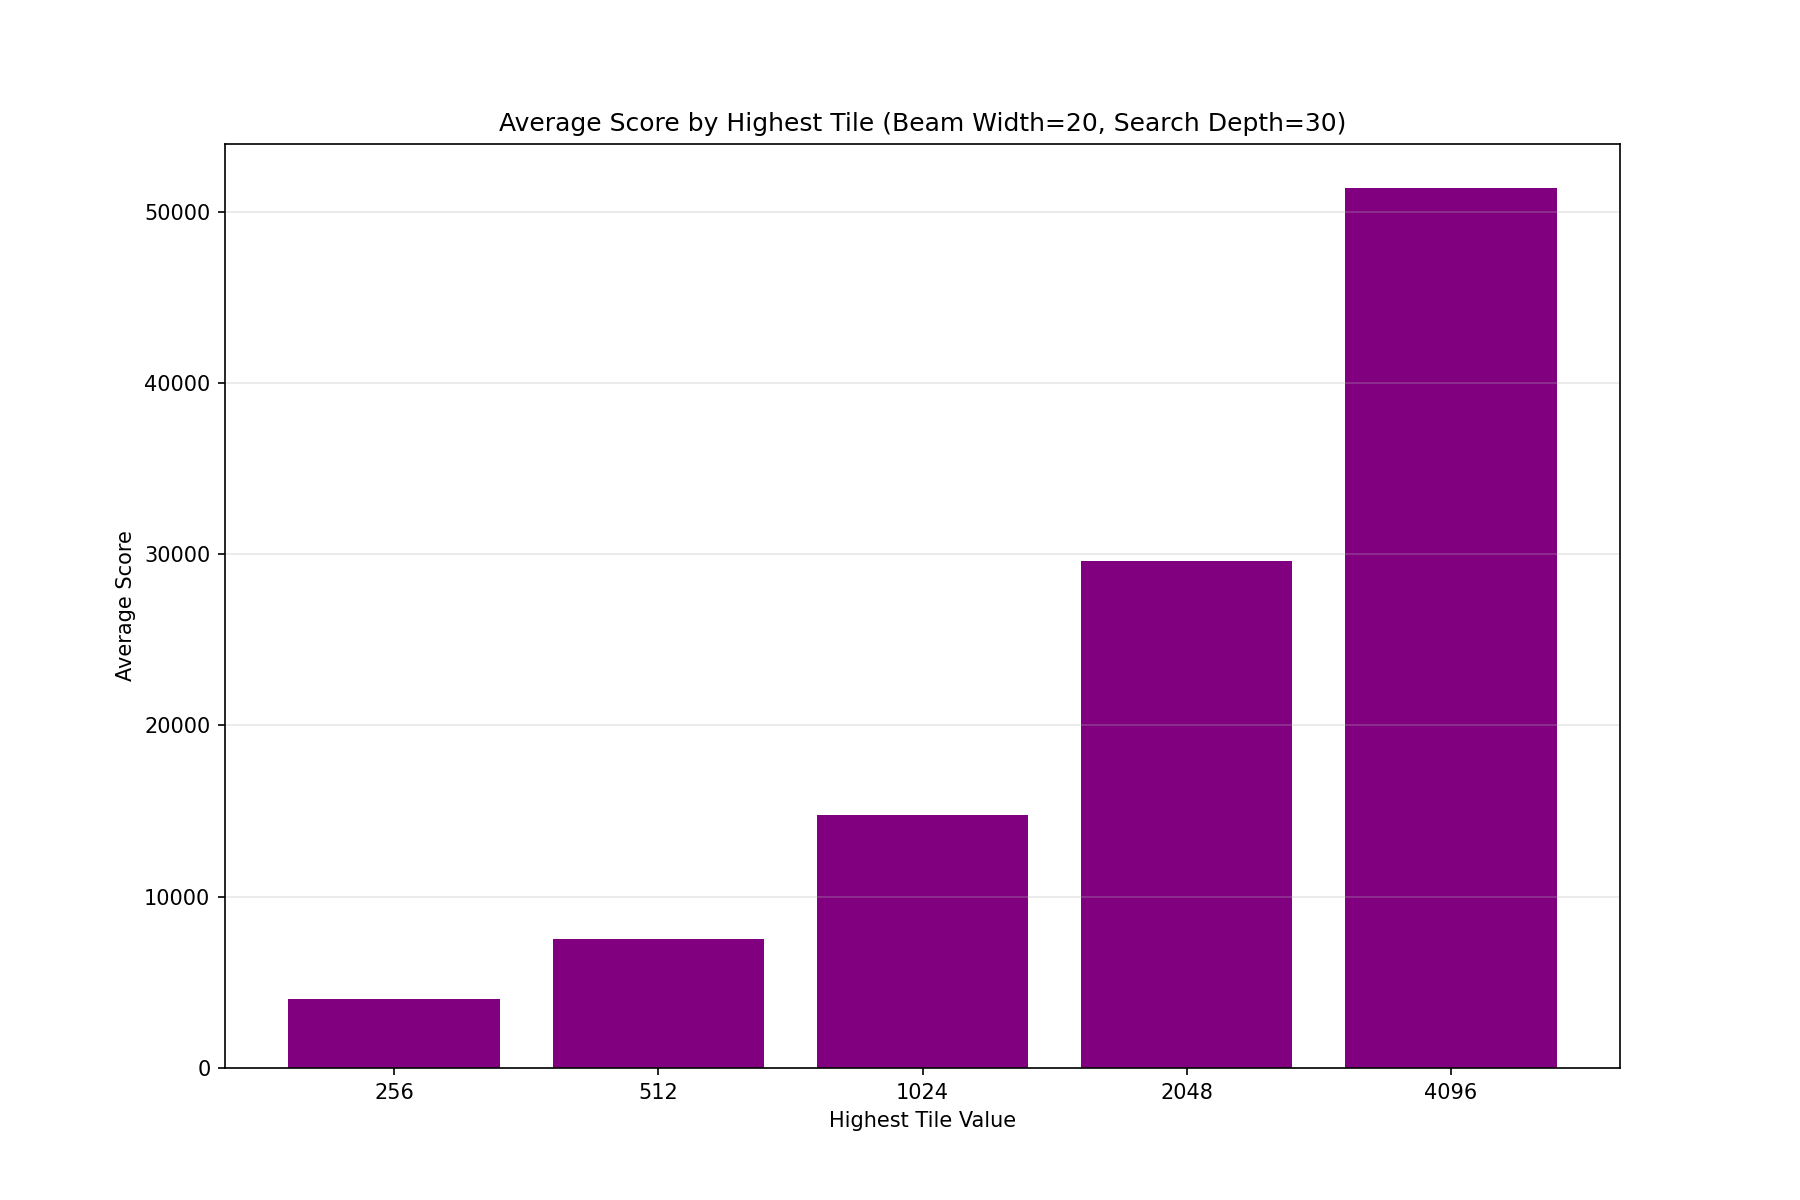 Average Score by Highest Tile (Beam Width=20, Search Depth=30)
Average Score
50000
40000
30000
20000
10000
0
256 512 1024 2048 4096
Highest Tile Value